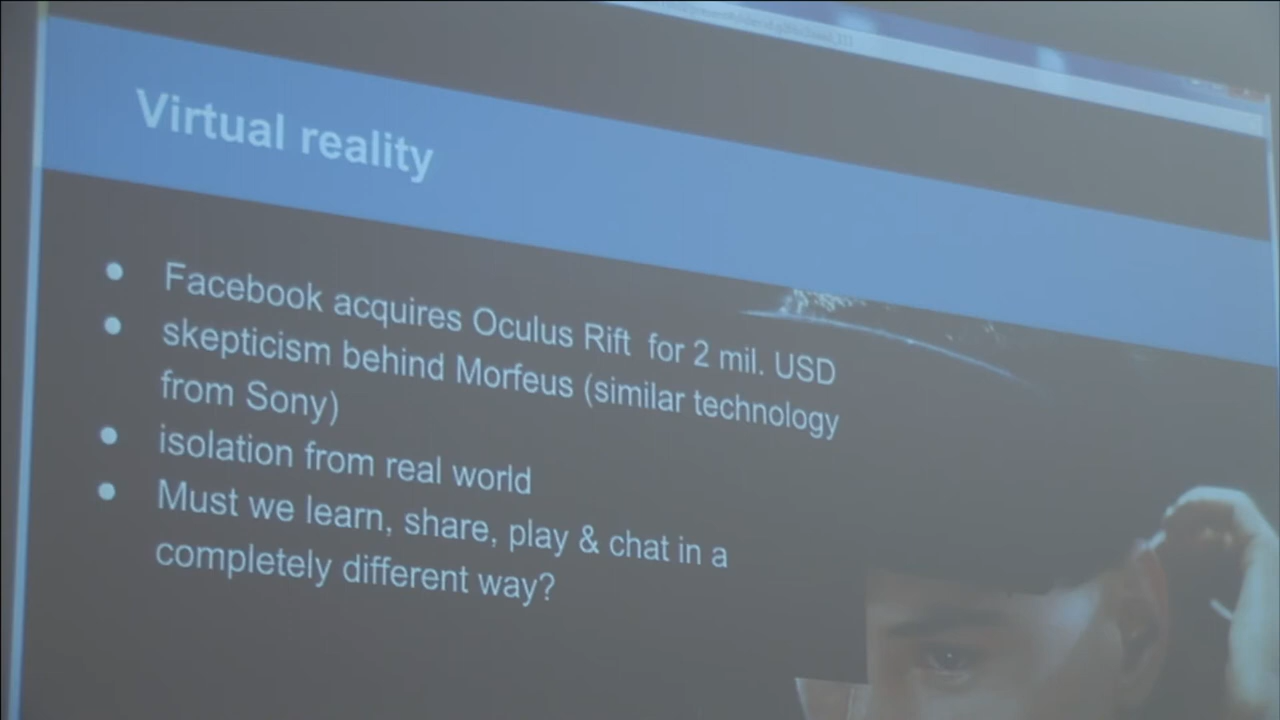 Virtual reality
● Facebook acquires Oculus Rift for 2 mil. USD
● skepticism behind Morfeus (similar technology
from Sony)
● isolation from real world
● Must we learn, share, play & chat in a
completely different way?